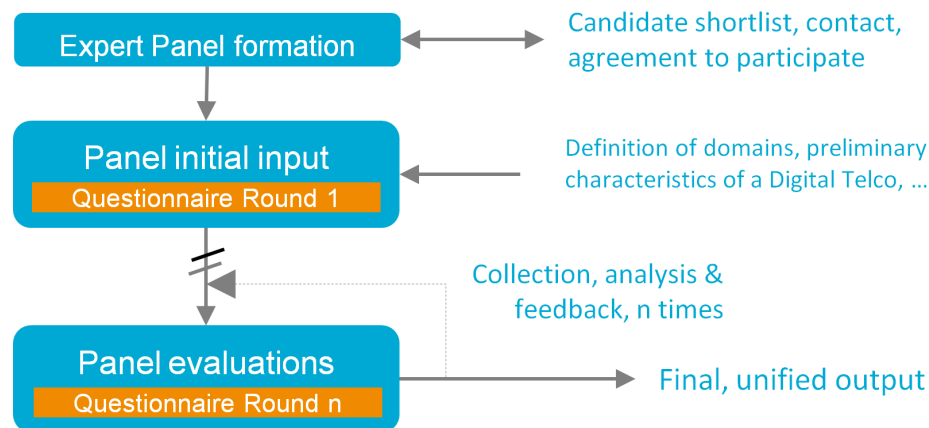 Expert Panel formation
Candidate shortlist, contact,
agreement to participate
Panel initial input
Questionnaire Round 1
Definition of domains, preliminary
characteristics of a Digital Telco, ...
Collection, analysis &
feedback, n times
Panel evaluations
Questionnaire Round n
Final, unified output